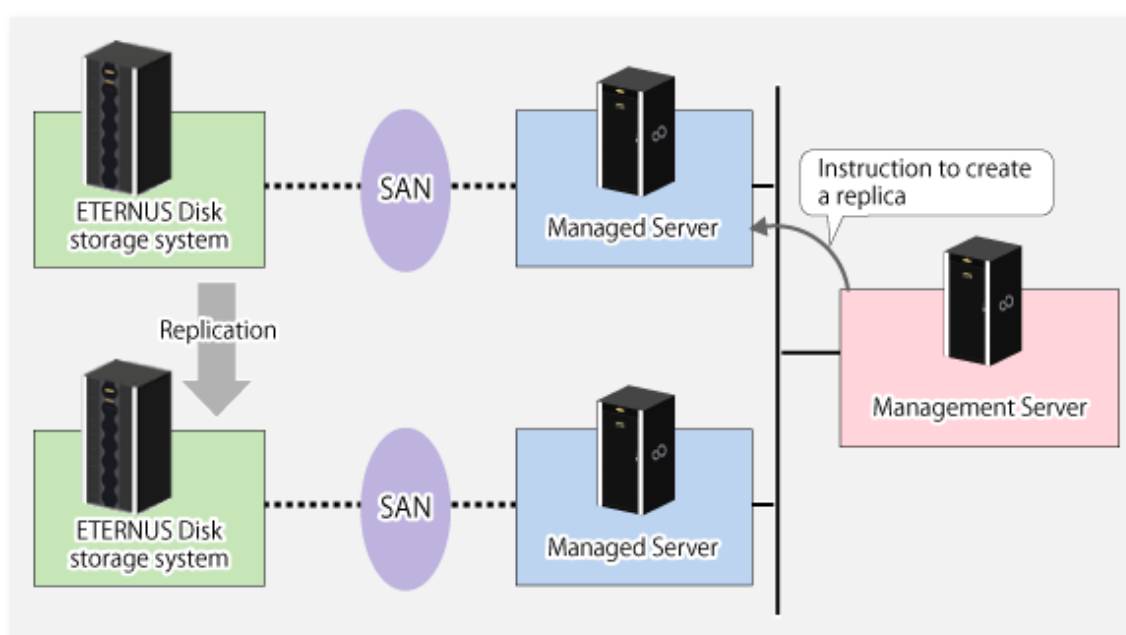 ETERNUS Disk
storage system
SAN
Managed Server
Instruction to create
a replica
Management Server
Replication
ETERNUS Disk
storage system
SAN
Managed Server